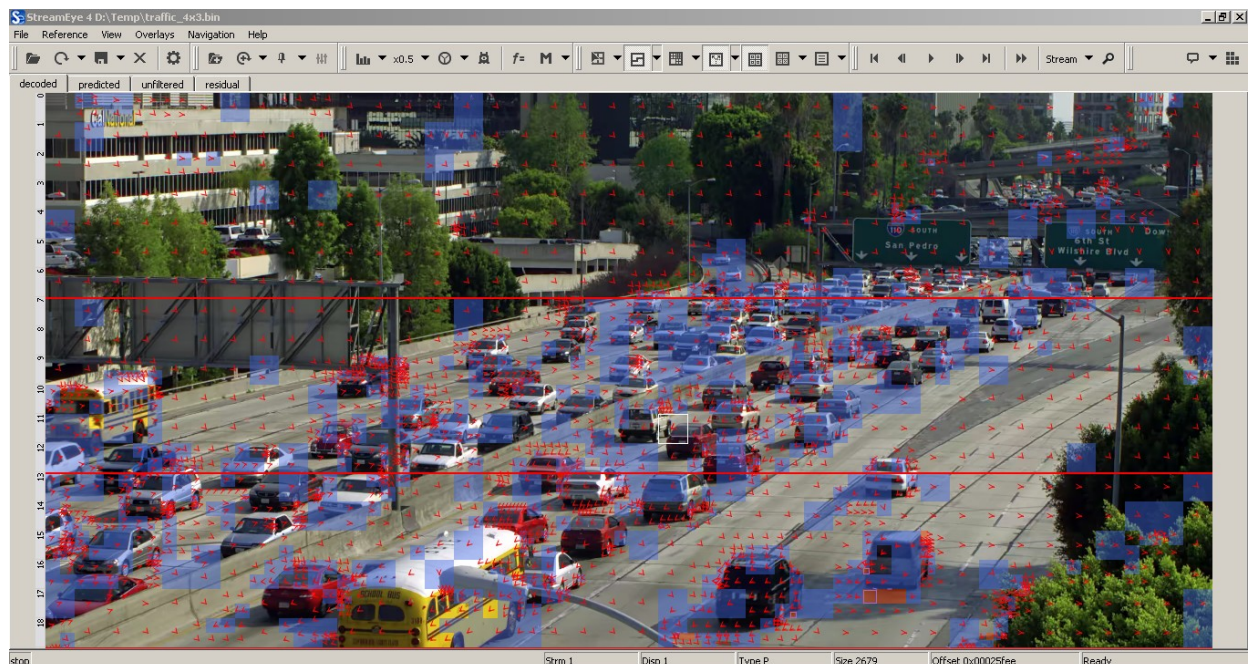 StreamEye 4 D:\Temp\traffic_4x3.bin
File Reference View Overlays Navigation Help
x0.5 f= M Stream
decoded predicted unfiltered residual
0
1
2
3
4
5
6
7
8
9
10
11
12
13
14
15
16
17
18
110 SOUTH
San Pedro
SOUTH
6th St
Wilshire Blvd
SCHOOL BUS
stop Strm 1 Disp 1 Type P Size 2679 Offset 0x00025fee Ready